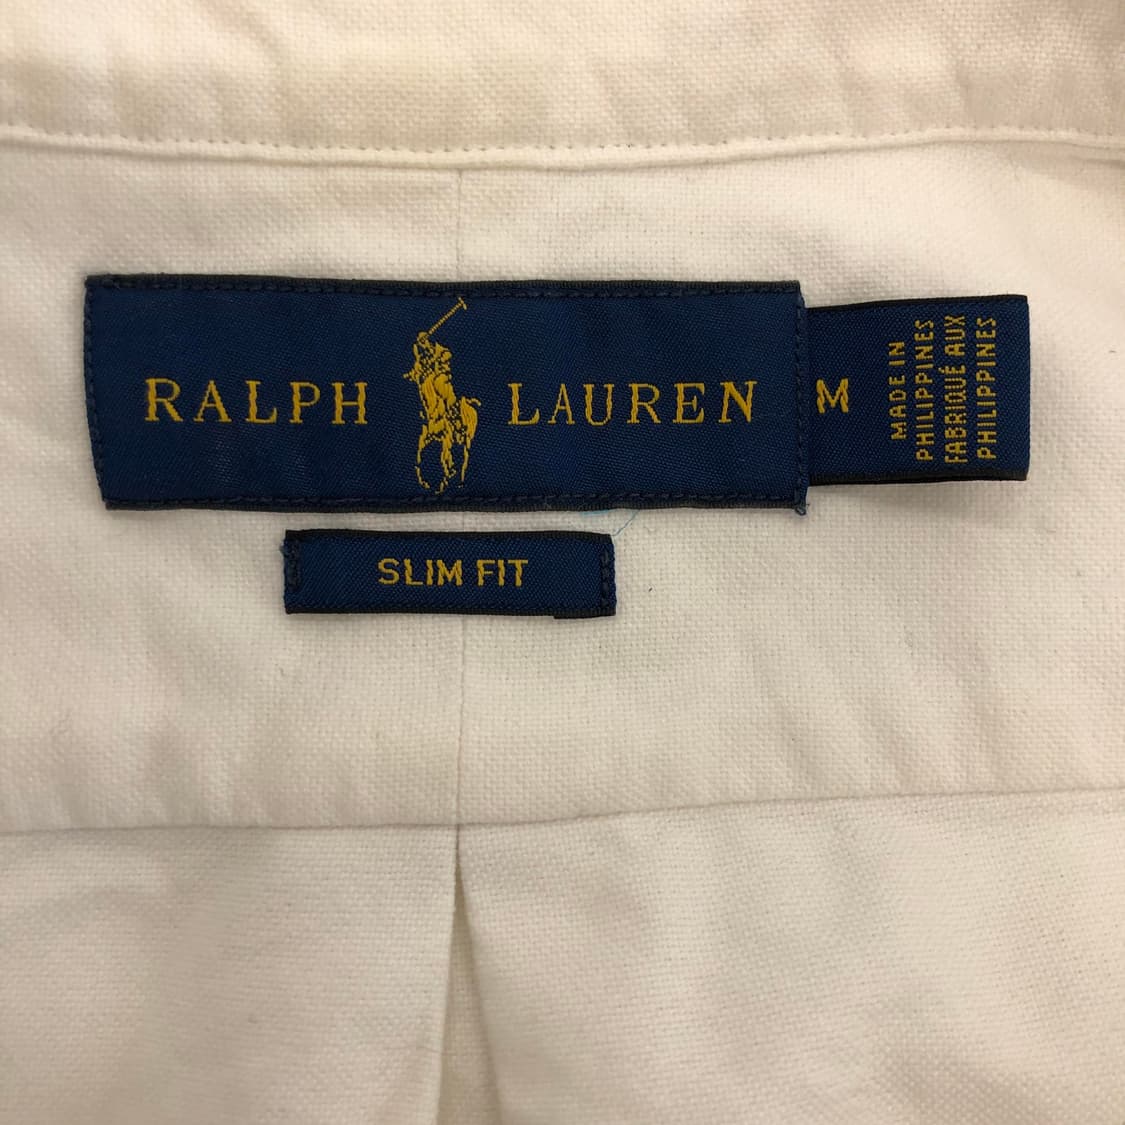 RALPH LAUREN
M
MADE IN
PHILIPPINES
FABRIQUÉ AUX
PHILIPPINES
SLIM FIT